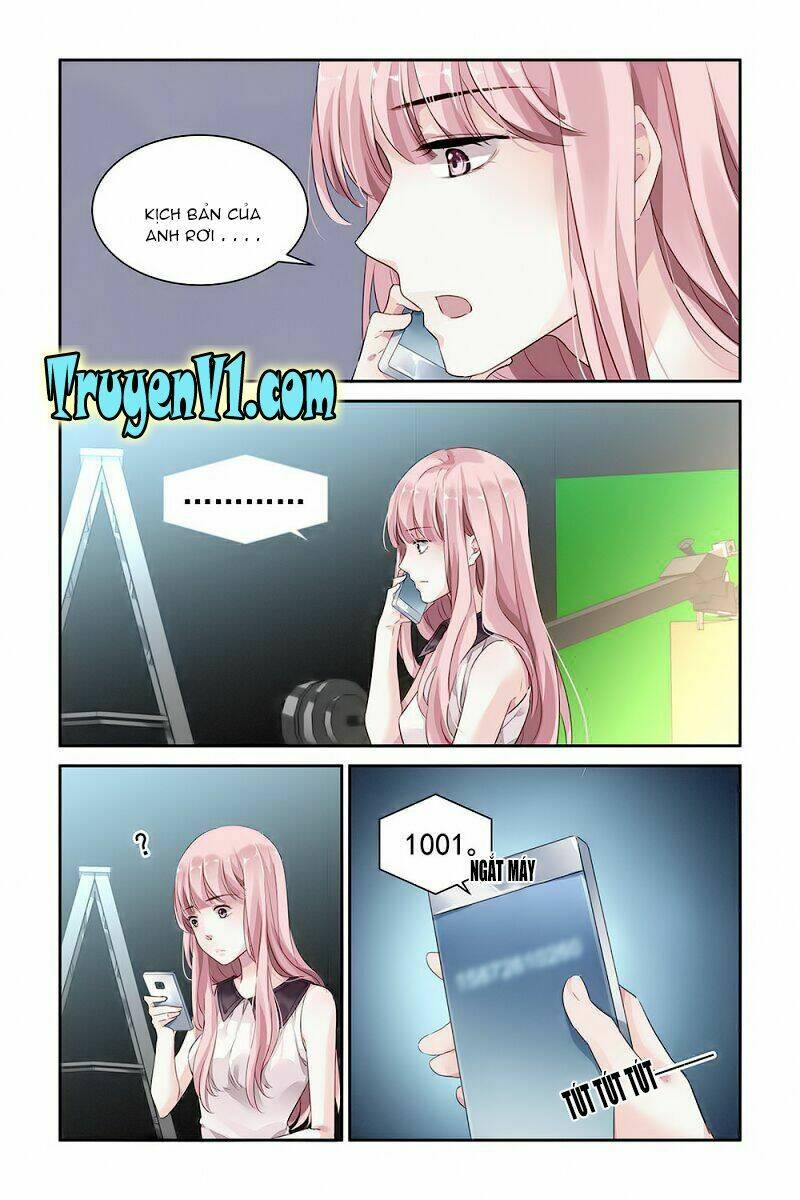 KỊCH BẢN CỦA
ANH RƠI . . . .
TruyenV1.com
............
?
1001。
NGẮT MÁY
TÚT TÚT TÚT